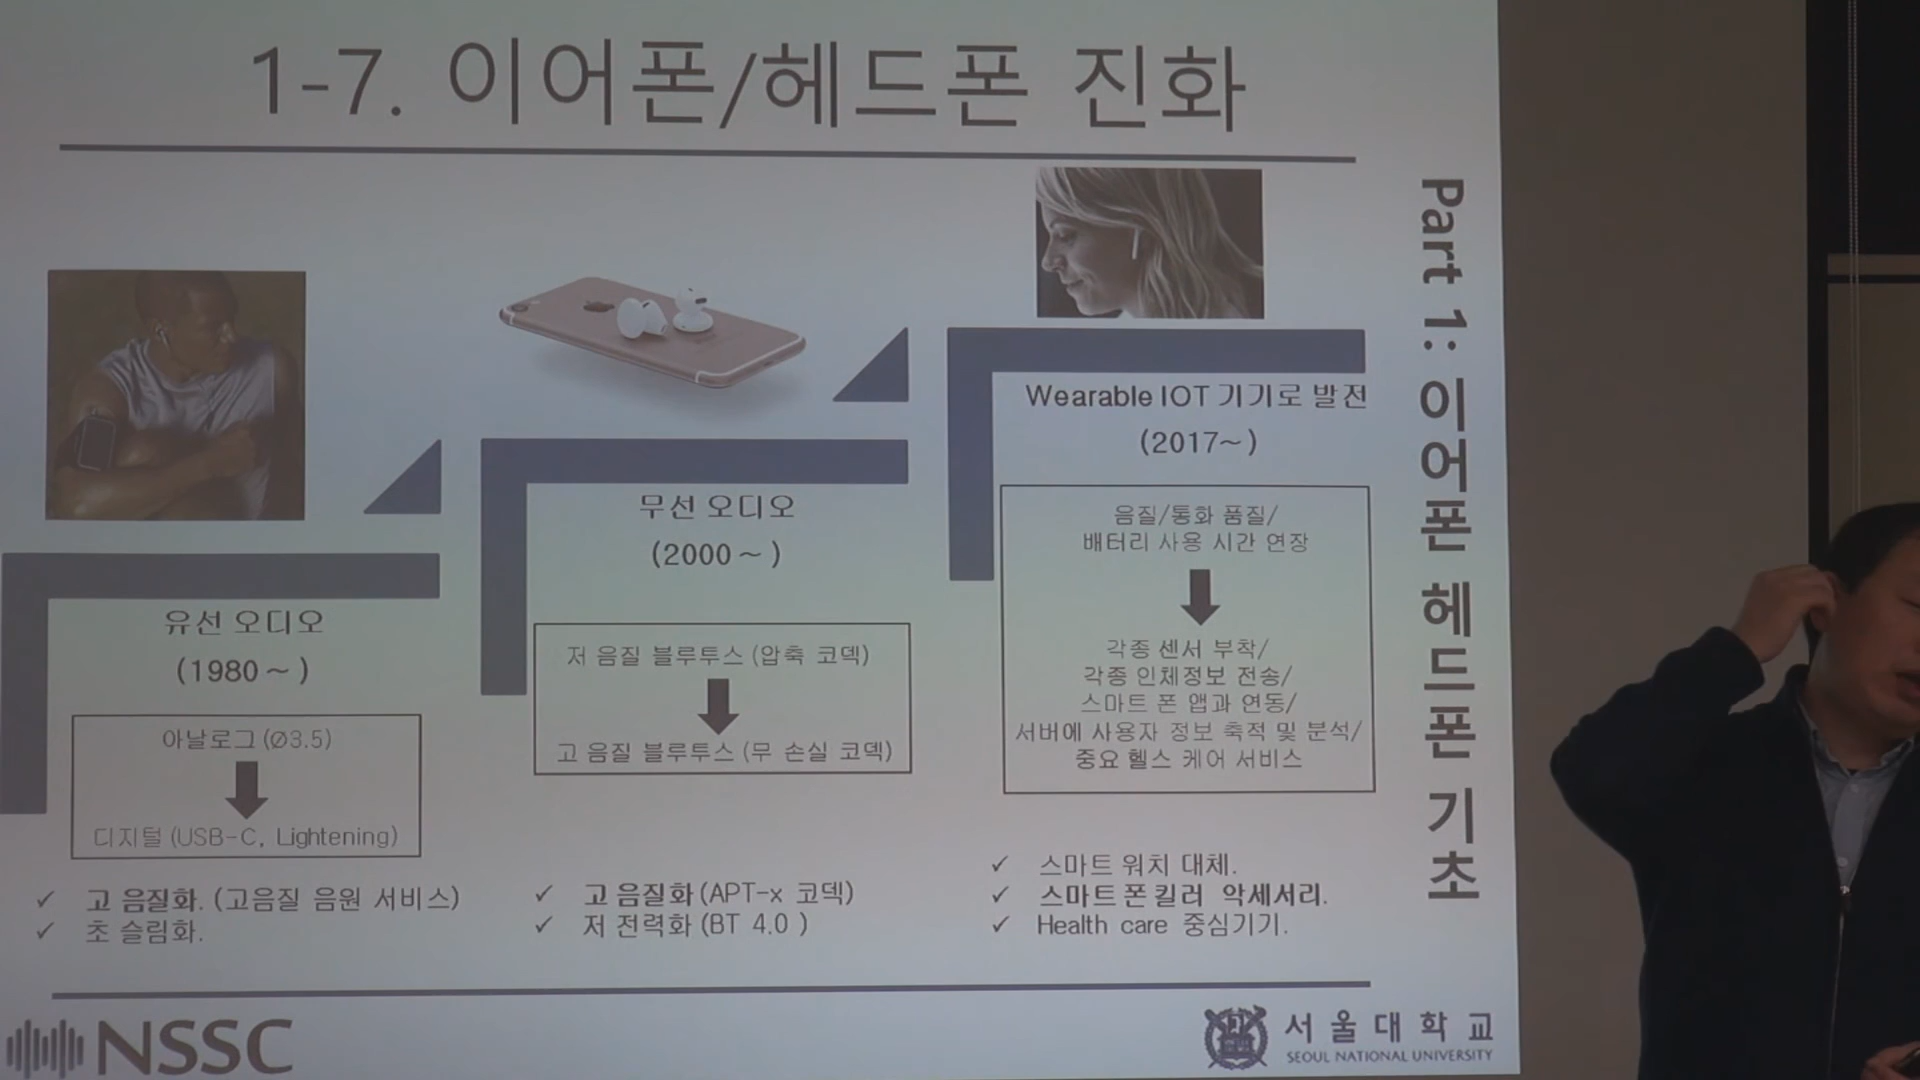 1-7. 이어폰/헤드폰 진화
Part 1: 이어폰 헤드폰 기초
유선 오디오
(1980 ~ )
아날로그 (Ø3.5)
디지털 (USB-C, Lightening)
✓ 고 음질화. (고음질 음원 서비스)
✓ 초 슬림화.
무선 오디오
(2000 ~ )
저 음질 블루투스 (압축 코덱)
고 음질 블루투스 (무 손실 코덱)
✓ 고 음질화 (APT-x 코덱)
✓ 저 전력화 (BT 4.0 )
Wearable IOT 기기로 발전
(2017~ )
음질/통화 품질/
배터리 사용 시간 연장
각종 센서 부착/
각종 인체정보 전송/
스마트 폰 앱과 연동/
서버에 사용자 정보 축적 및 분석/
중요 헬스 케어 서비스
✓ 스마트 워치 대체.
✓ 스마트 폰 킬러 악세서리.
✓ Health care 중심기기.
NSSC
서울대학교
SEOUL NATIONAL UNIVERSITY